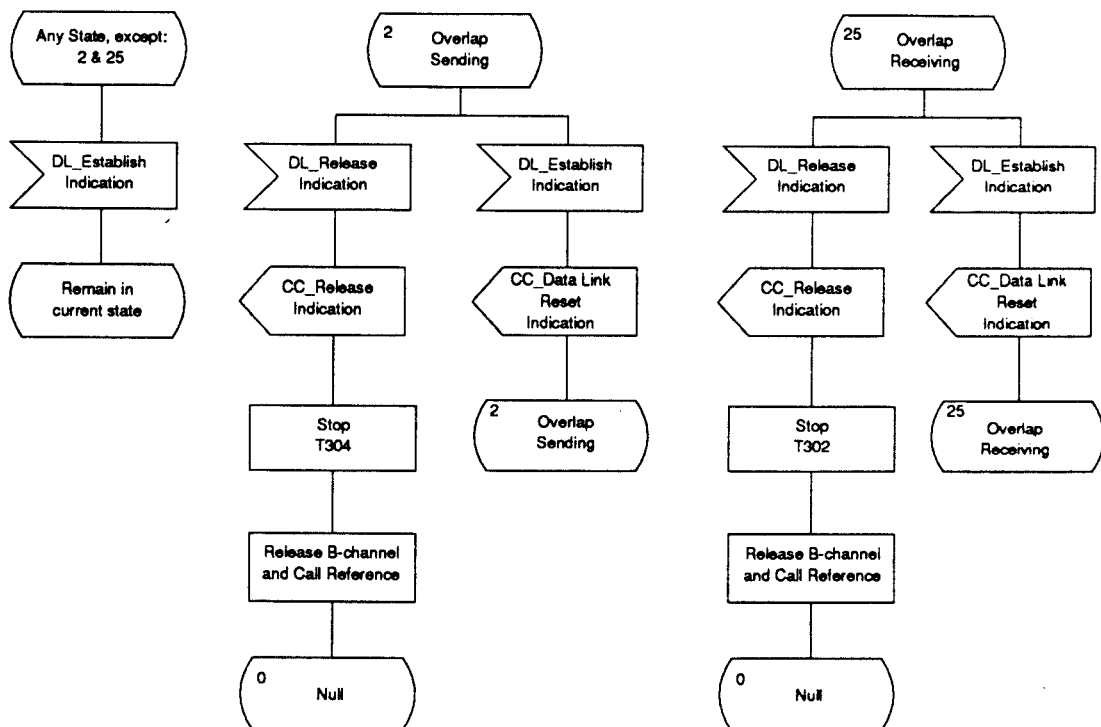 Any State, except:
2 & 25
DL_Establish
Indication
Remain in
current state
2
Overlap
Sending
DL_Release
Indication
CC_Release
Indication
Stop
T304
Release B-channel
and Call Reference
0
Null
DL_Establish
Indication
CC_Data Link
Reset
Indication
2
Overlap
Sending
25
Overlap
Receiving
DL_Release
Indication
CC_Release
Indication
Stop
T302
Release B-channel
and Call Reference
0
Null
DL_Establish
Indication
CC_Data Link
Reset
Indication
25
Overlap
Receiving